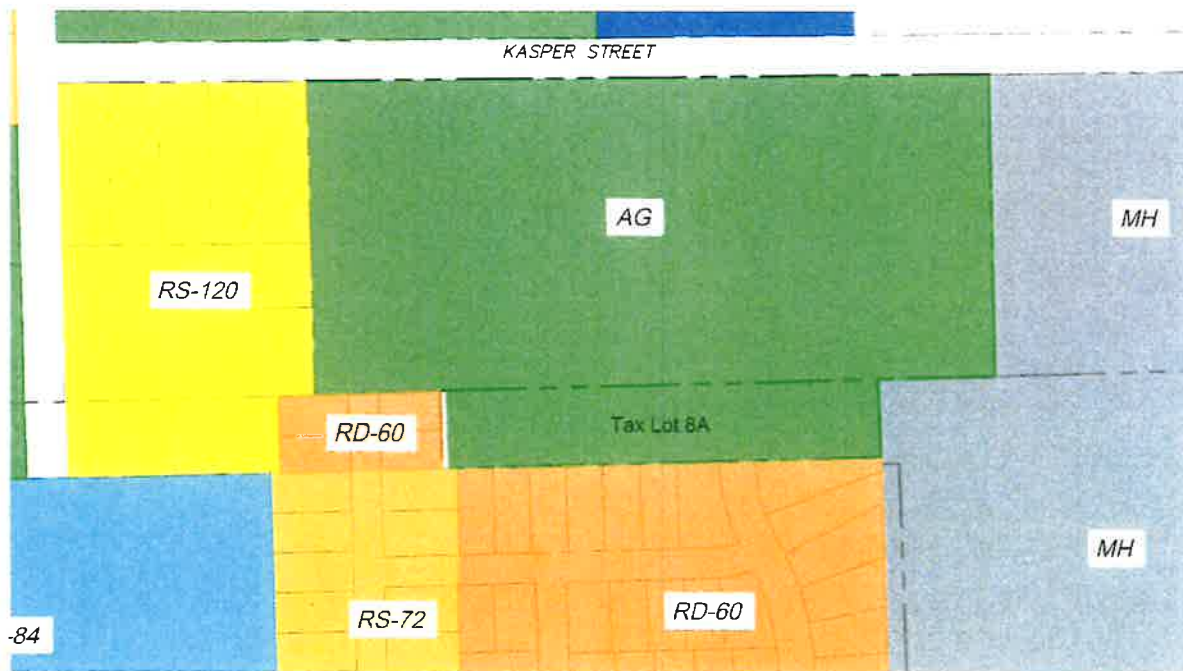 KASPER STREET
AG
MH
RS-120
RD-60
Tax Lot 8A
MH
RS-72
RD-60
-84